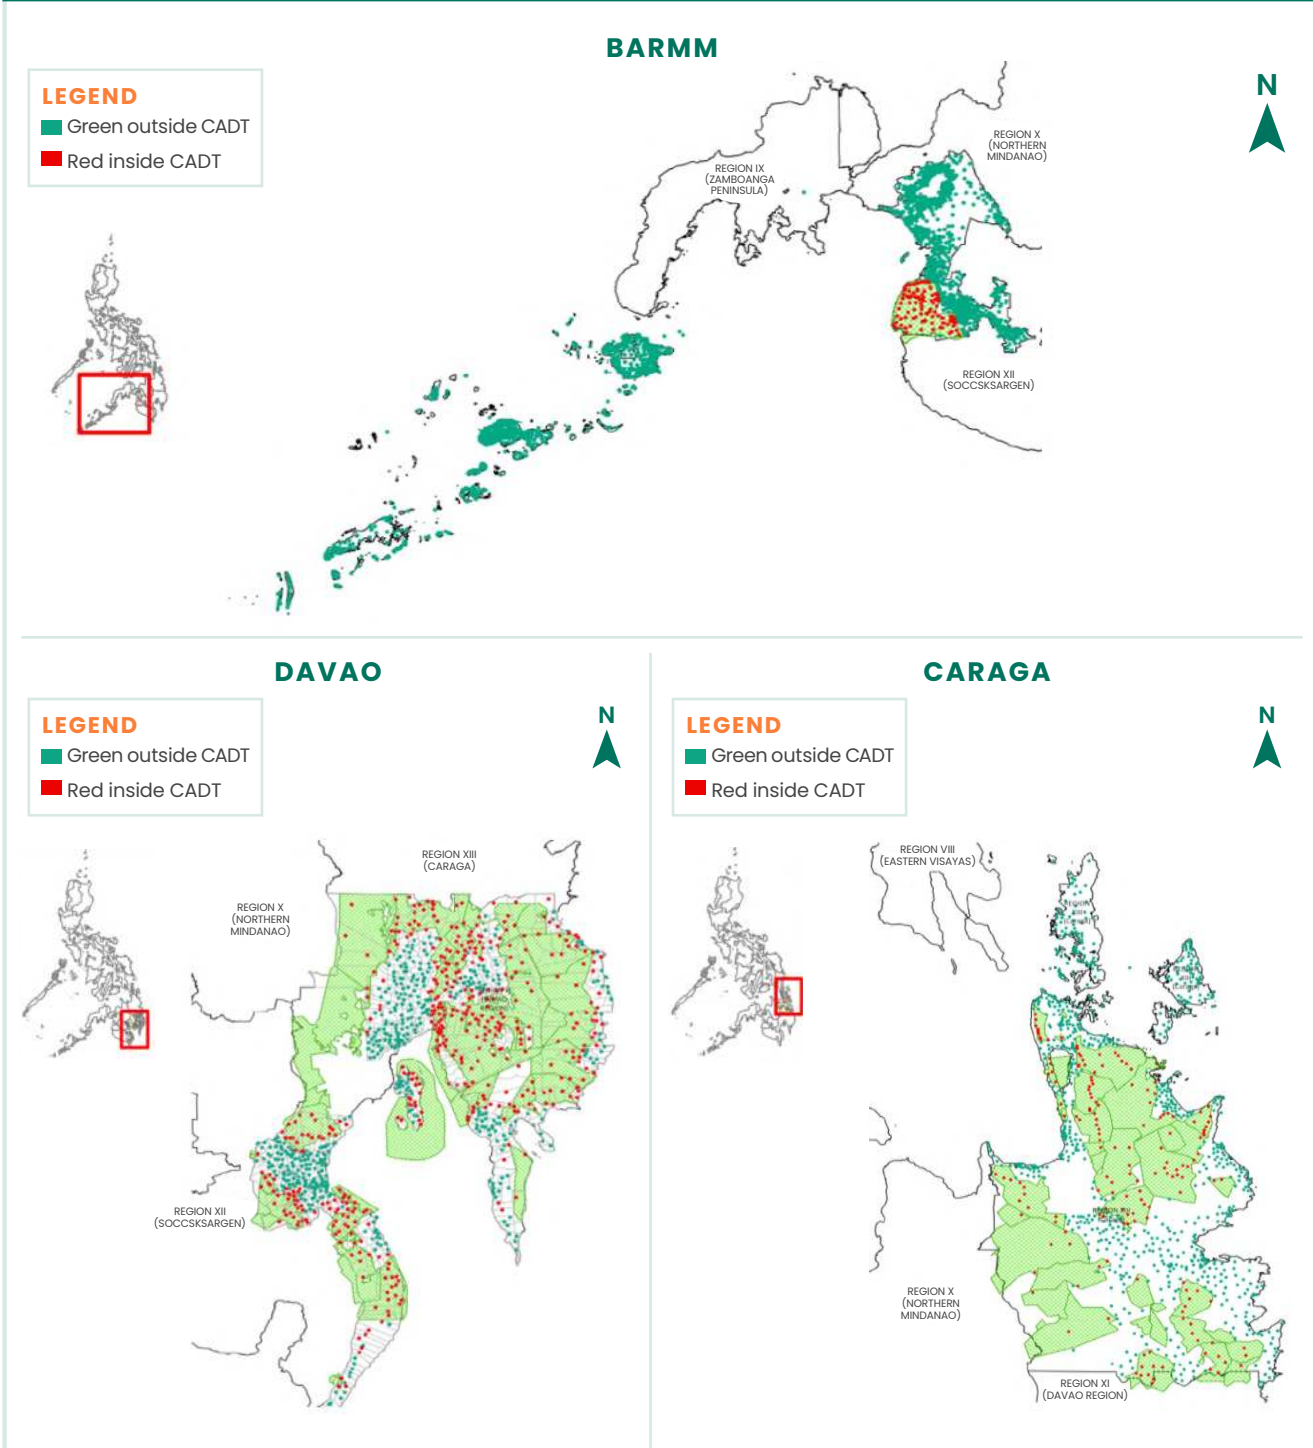 BARMM
LEGEND
Green outside CADT
Red inside CADT
N
REGION X
(NORTHERN
MINDANAO)
REGION IX
(ZAMBOANGA
PENINSULA)
REGION XII
(SOCCSKSARGEN)
DAVAO
LEGEND
Green outside CADT
Red inside CADT
N
REGION XIII
(CARAGA)
REGION X
(NORTHERN
MINDANAO)
REGION XII
(SOCCSKSARGEN)
CARAGA
LEGEND
Green outside CADT
Red inside CADT
N
REGION VIII
(EASTERN VISAYAS)
REGION X
(NORTHERN
MINDANAO)
REGION XI
(DAVAO REGION)